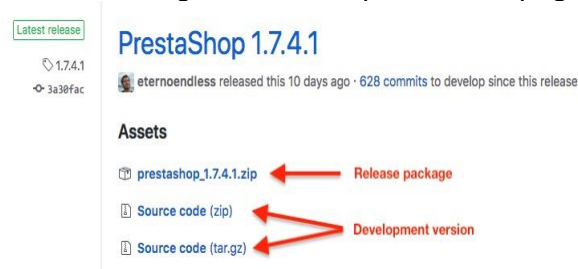 Latest release
PrestaShop 1.7.4.1
1.7.4.1
eternoendless released this 10 days ago · 628 commits to develop since this release
3a30fac
Assets
prestashop_1.7.4.1.zip
Release package
Source code (zip)
Development version
Source code (tar.gz)